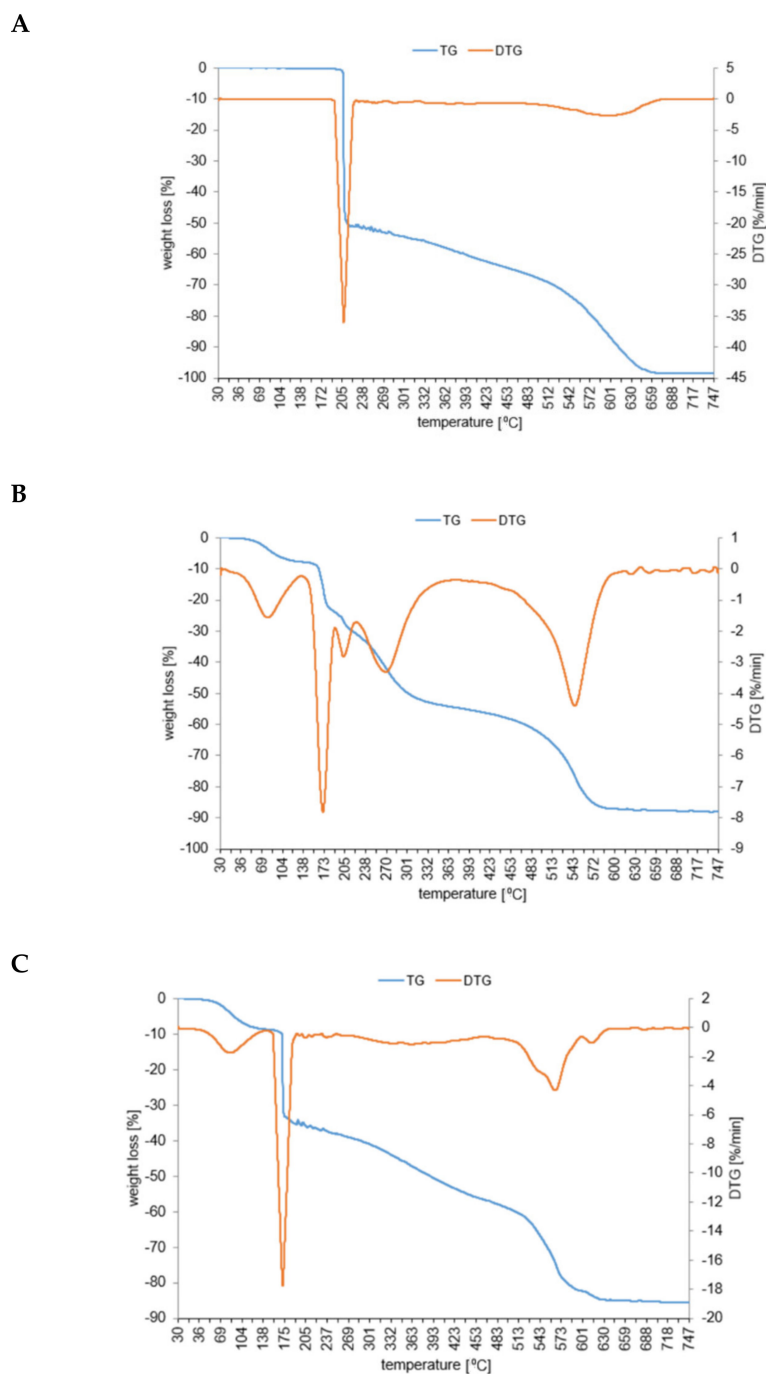 A
TG DTG
0 -10 -20 -30 -40 -50 -60 -70 -80 -90 -100
weight loss [%]
5 0 -5 -10 -15 -20 -25 -30 -35 -40 -45
DTG [%/min]
30 36 69 104 138 172 205 238 269 301 332 362 393 423 453 483 512 542 572 601 630 659 688 717 747
temperature [⁰C]
B
TG DTG
0 -10 -20 -30 -40 -50 -60 -70 -80 -90 -100
weight loss [%]
1 0 -1 -2 -3 -4 -5 -6 -7 -8 -9
DTG [%/min]
30 36 69 104 138 173 205 238 270 301 332 363 393 423 453 483 513 543 572 601 630 659 688 717 747
temperature [⁰C]
C
TG DTG
0 -10 -20 -30 -40 -50 -60 -70 -80 -90
weight loss [%]
2 0 -2 -4 -6 -8 -10 -12 -14 -16 -18 -20
DTG [%/min]
30 36 69 104 138 175 205 237 269 301 331 362 393 423 453 483 513 543 573 601 630 659 688 717 747
temperature [⁰C]